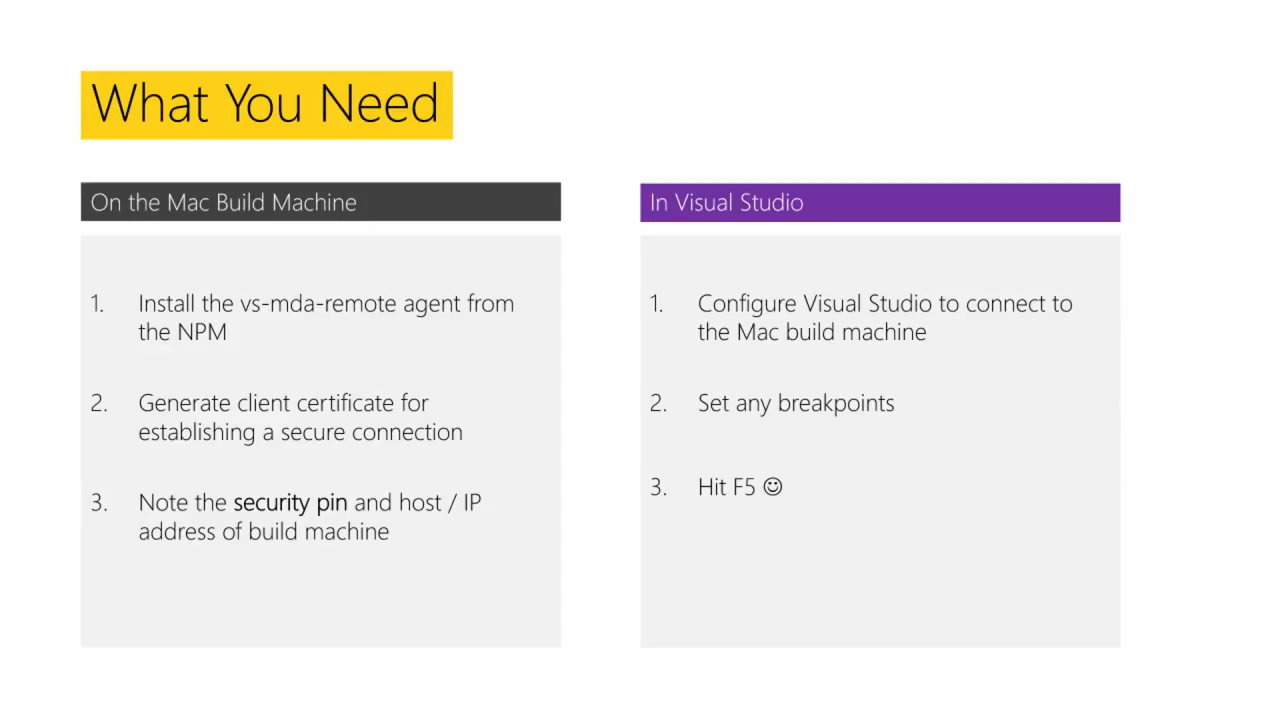 What You Need
On the Mac Build Machine
1. Install the vs-mda-remote agent from
the NPM
2. Generate client certificate for
establishing a secure connection
3. Note the security pin and host / IP
address of build machine
In Visual Studio
1. Configure Visual Studio to connect to
the Mac build machine
2. Set any breakpoints
3. Hit F5 ☺